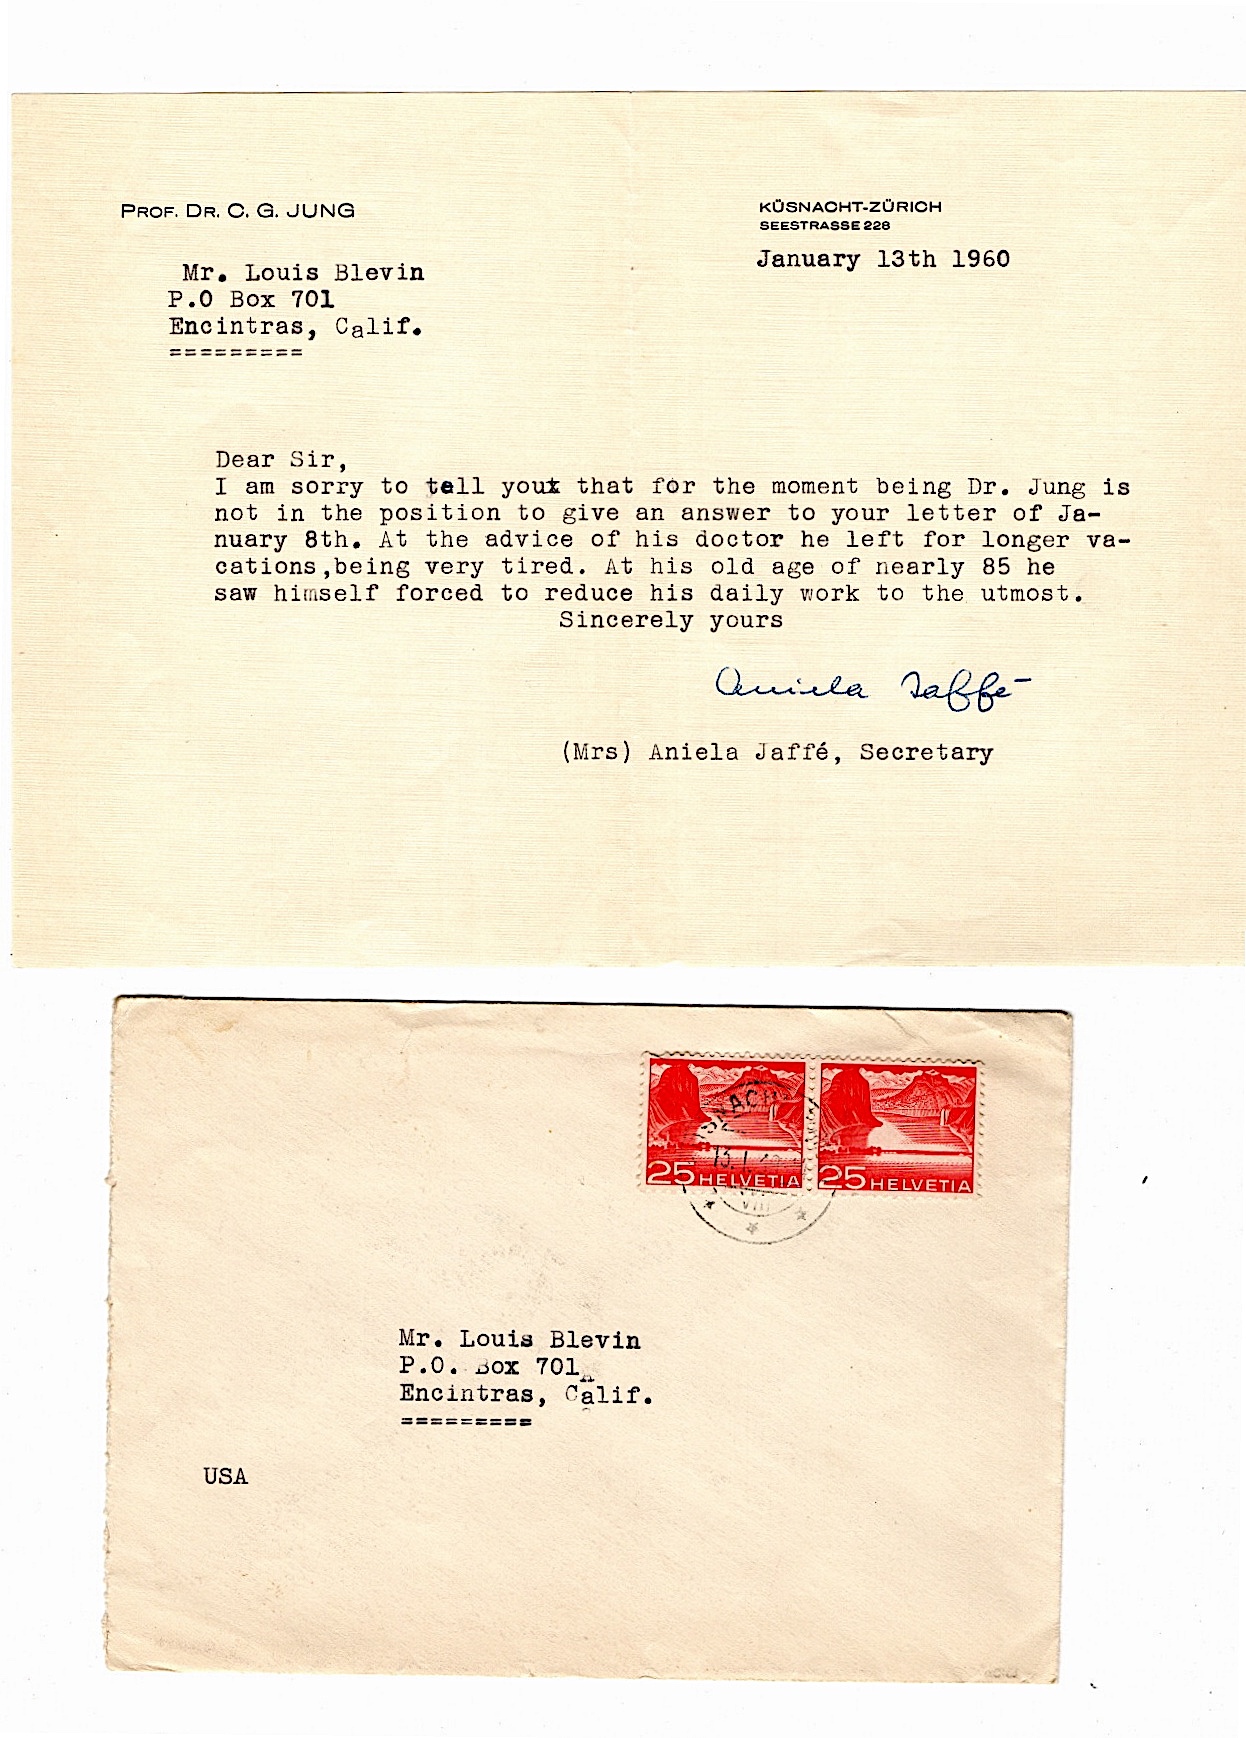 PROF. DR. C. G. JUNG
KÜSNACHT-ZÜRICH
SEESTRASSE 228
January 13th 1960
Mr. Louis Blevin
P.O Box 701
Encintras, Calif.
=========
Dear Sir,
I am sorry to tell you that for the moment being Dr. Jung is
not in the position to give an answer to your letter of Ja-
nuary 8th. At the advice of his doctor he left for longer va-
cations,being very tired. At his old age of nearly 85 he
saw himself forced to reduce his daily work to the utmost.
Sincerely yours
Aniela Jaffé
(Mrs) Aniela Jaffé, Secretary
25 HELVETIA
25 HELVETIA
Mr. Louis Blevin
P.O. Box 701
Encintras, Calif.
=========
USA